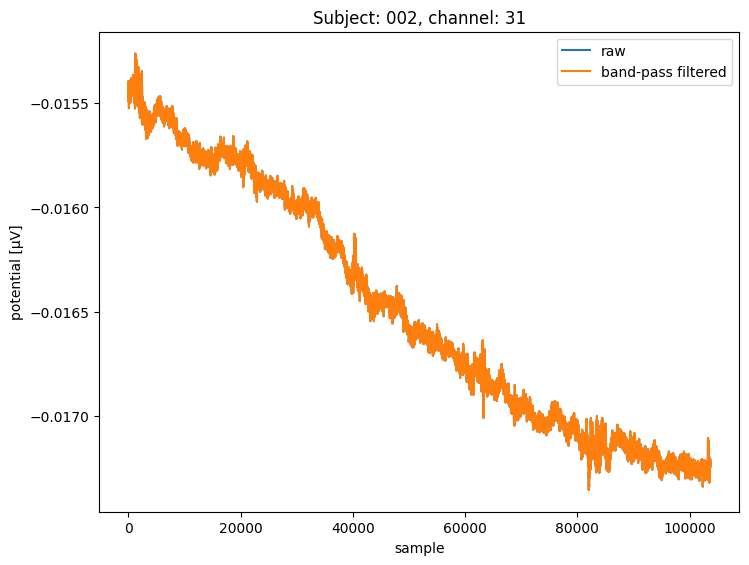 Subject: 002, channel: 31
raw
band-pass filtered
potential [µV]
−0.0155
−0.0160
−0.0165
−0.0170
0
20000
40000
60000
80000
100000
sample